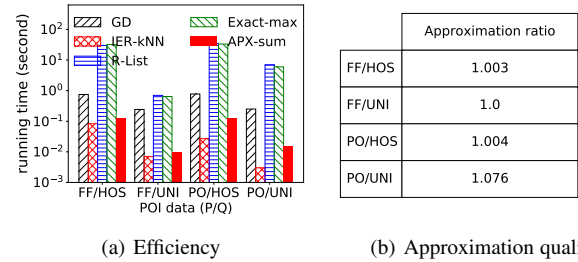 GD
IER-kNN
R-List
Exact-max
APX-sum
running time (second)
10²
10¹
10⁰
10⁻¹
10⁻²
10⁻³
FF/HOS FF/UNI PO/HOS PO/UNI
POI data (P/Q)
(a) Efficiency
Approximation ratio
FF/HOS 1.003
FF/UNI 1.0
PO/HOS 1.004
PO/UNI 1.076
(b) Approximation quali